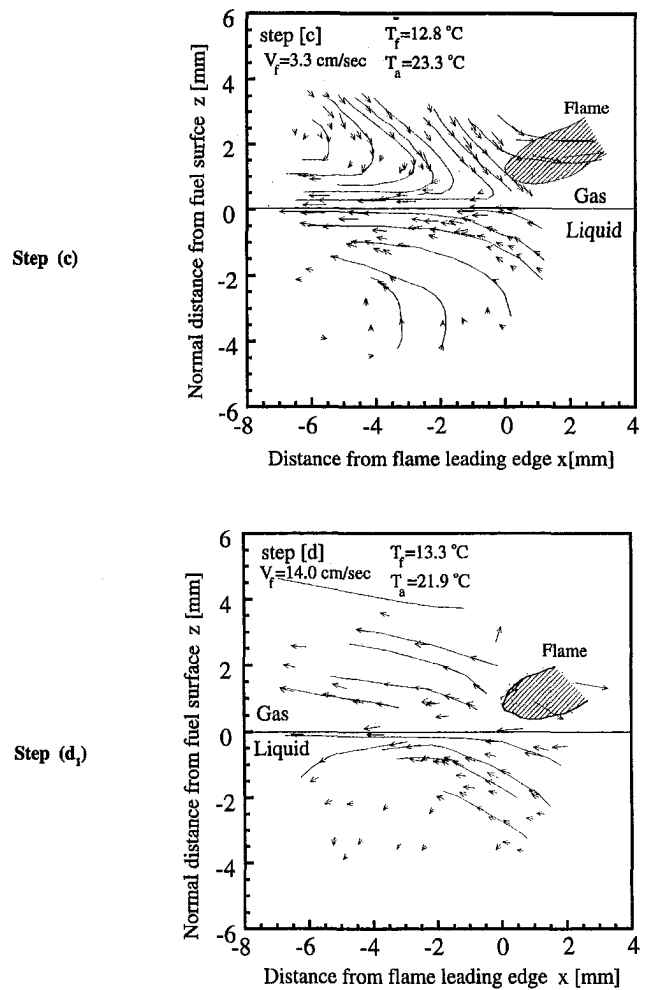 step [c]
T̄f=12.8 °C
Vf=3.3 cm/sec
Ta=23.3 °C
Flame
Gas
Liquid
Step (c)
Normal distance from fuel surfce z [mm]
6
4
2
0
-2
-4
-6
-8
-6
-4
-2
0
2
4
Distance from flame leading edge x[mm]
step [d]
Tf=13.3 °C
Vf=14.0 cm/sec
Ta=21.9 °C
Flame
Gas
Liquid
Step (d1)
Normal distance from fuel surface z [mm]
6
4
2
0
-2
-4
-6
-8
-6
-4
-2
0
2
4
Distance from flame leading edge x [mm]